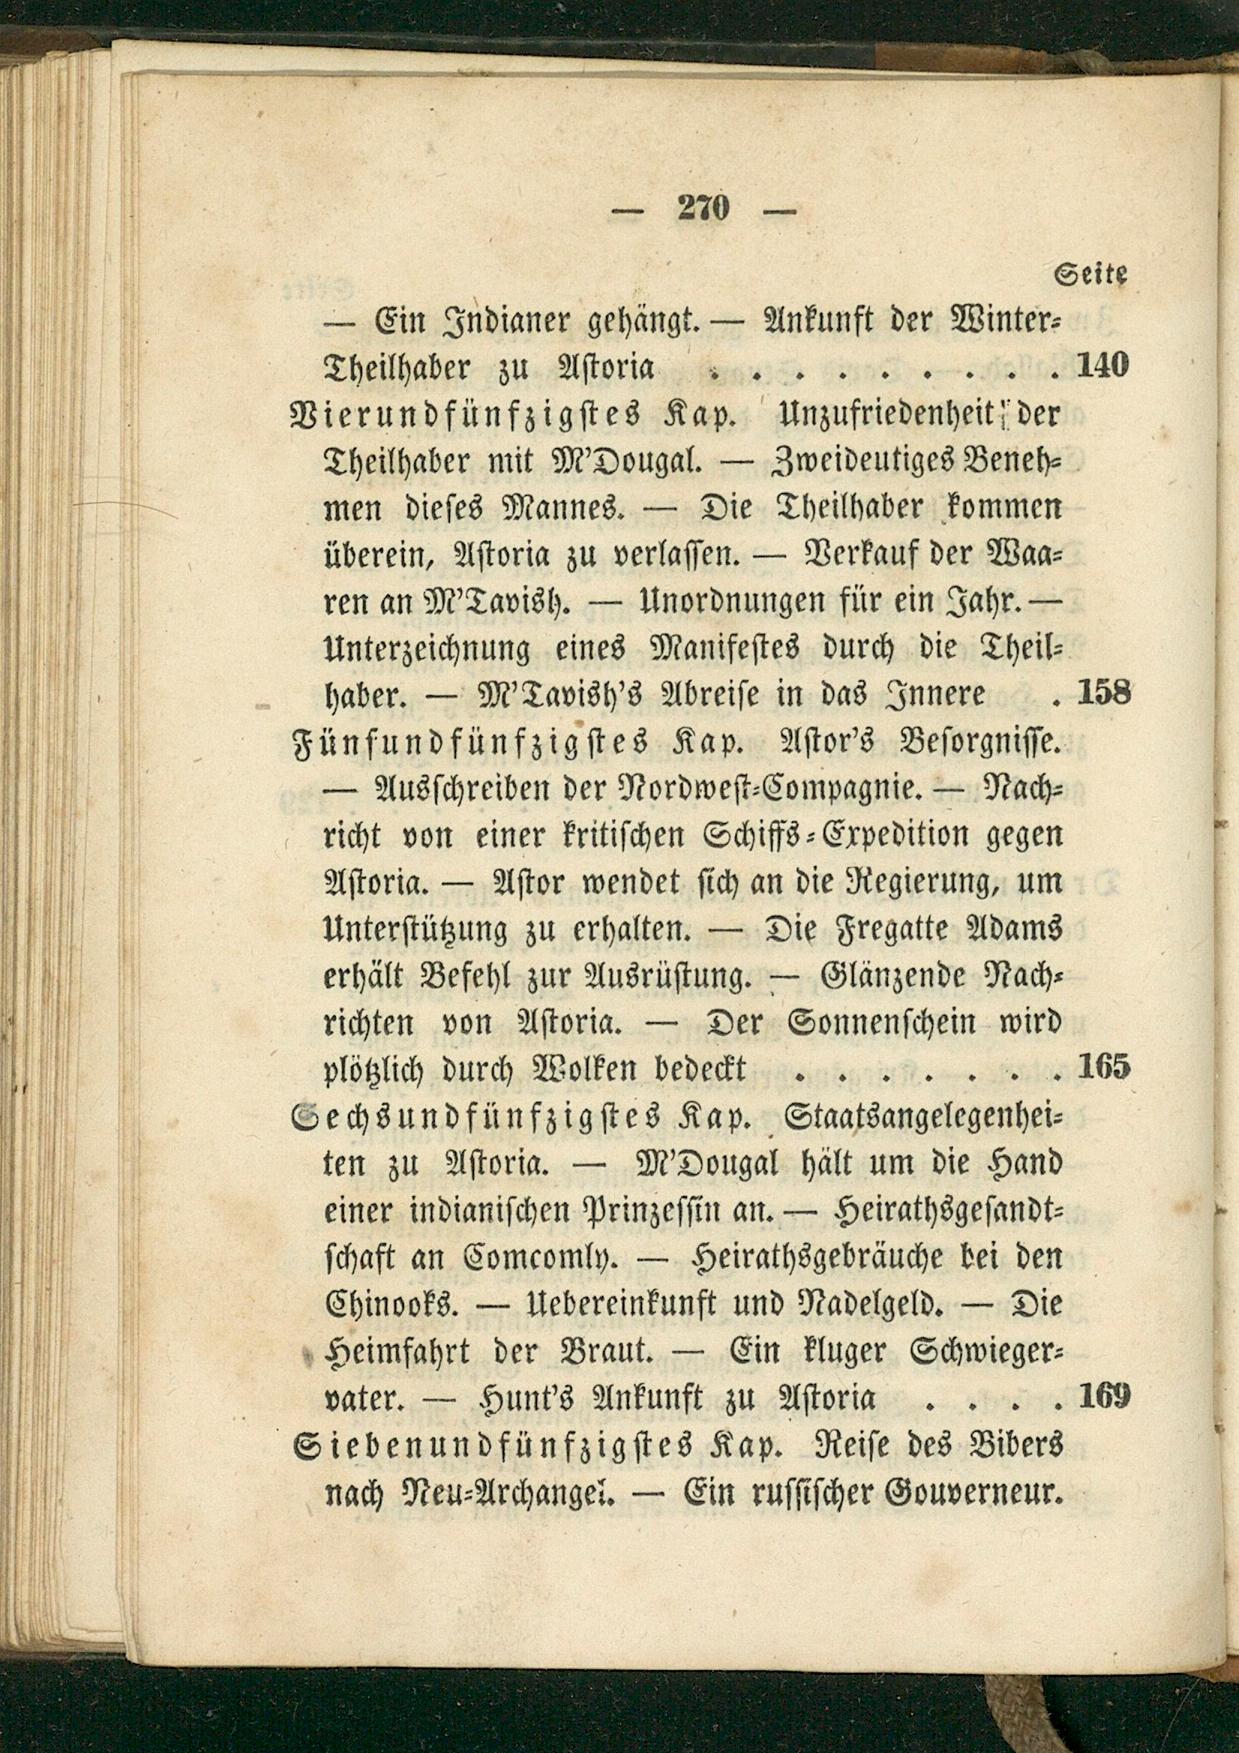 — 270 —
Seite
— Ein Indianer gehängt. — Ankunft der Winter-
Theilhaber zu Astoria . . . . . . . . . 140
Vierundfünfzigstes Kap. Unzufriedenheit der
Theilhaber mit M'Dougal. — Zweideutiges Beneh-
men dieses Mannes. — Die Theilhaber kommen
überein, Astoria zu verlassen. — Verkauf der Waa-
ren an M'Tavish. — Unordnungen für ein Jahr. —
Unterzeichnung eines Manifestes durch die Theil-
haber. — M'Tavish's Abreise in das Innere . 158
Fünfundfünfzigstes Kap. Astor's Besorgnisse.
— Ausschreiben der Nordwest-Compagnie. — Nach-
richt von einer kritischen Schiffs-Expedition gegen
Astoria. — Astor wendet sich an die Regierung, um
Unterstützung zu erhalten. — Die Fregatte Adams
erhält Befehl zur Ausrüstung. — Glänzende Nach-
richten von Astoria. — Der Sonnenschein wird
plötzlich durch Wolken bedeckt . . . . . . . 165
Sechsundfünfzigstes Kap. Staatsangelegenhei-
ten zu Astoria. — M'Dougal hält um die Hand
einer indianischen Prinzessin an. — Heirathsgesandt-
schaft an Comcomly. — Heirathsgebräuche bei den
Chinooks. — Uebereinkunft und Nadelgeld. — Die
Heimfahrt der Braut. — Ein kluger Schwieger-
vater. — Hunt's Ankunft zu Astoria . . . . 169
Siebenundfünfzigstes Kap. Reise des Bibers
nach Neu-Archangel. — Ein russischer Gouverneur.